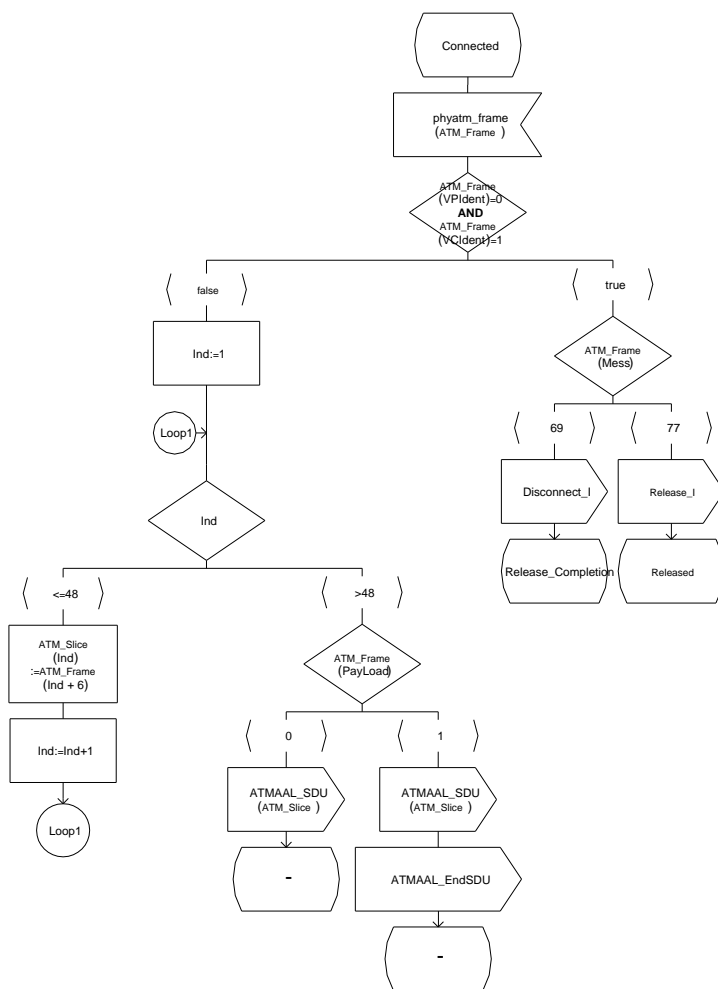 Connected
phyatm_frame
(ATM_Frame )
ATM_Frame
(VPIdent)=0
AND
ATM_Frame
(VCIdent)=1
false
true
Ind:=1
ATM_Frame
(Mess)
Loop1
69
77
Disconnect_I
Release_I
Ind
Release_Completion
Released
<=48
>48
ATM_Slice
(Ind)
:=ATM_Frame
(Ind + 6)
ATM_Frame
(PayLoad)
Ind:=Ind+1
0
1
ATMAAL_SDU
(ATM_Slice )
ATMAAL_SDU
(ATM_Slice )
Loop1
-
ATMAAL_EndSDU
-